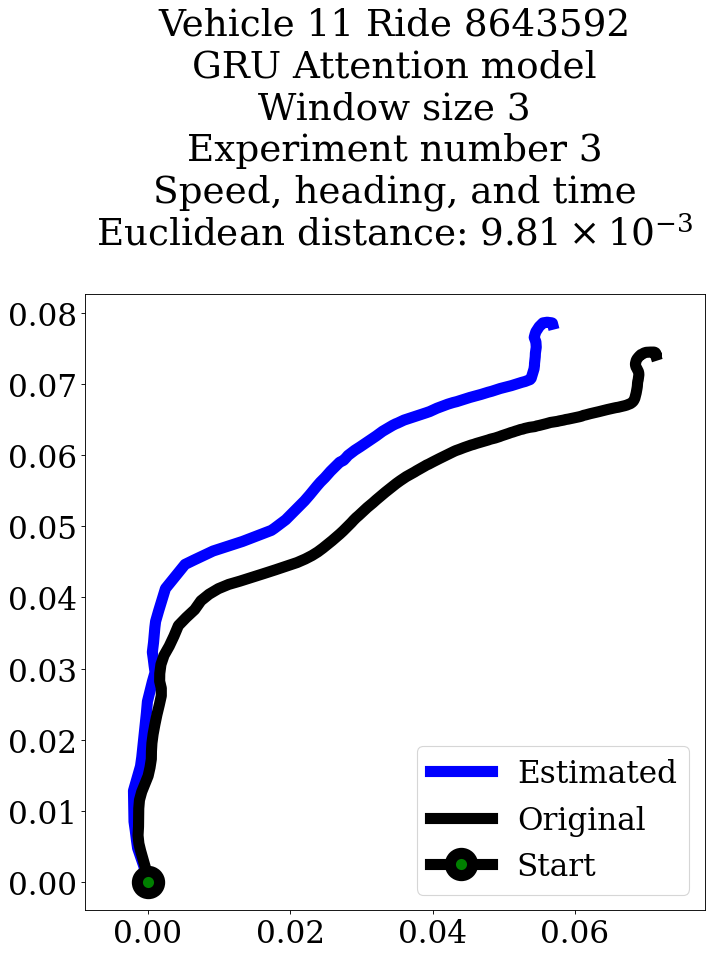 Vehicle 11 Ride 8643592
GRU Attention model
Window size 3
Experiment number 3
Speed, heading, and time
Euclidean distance: 9.81 × 10⁻³
0.08
0.07
0.06
0.05
0.04
0.03
0.02
0.01
0.00
Estimated
Original
Start
0.00 0.02 0.04 0.06